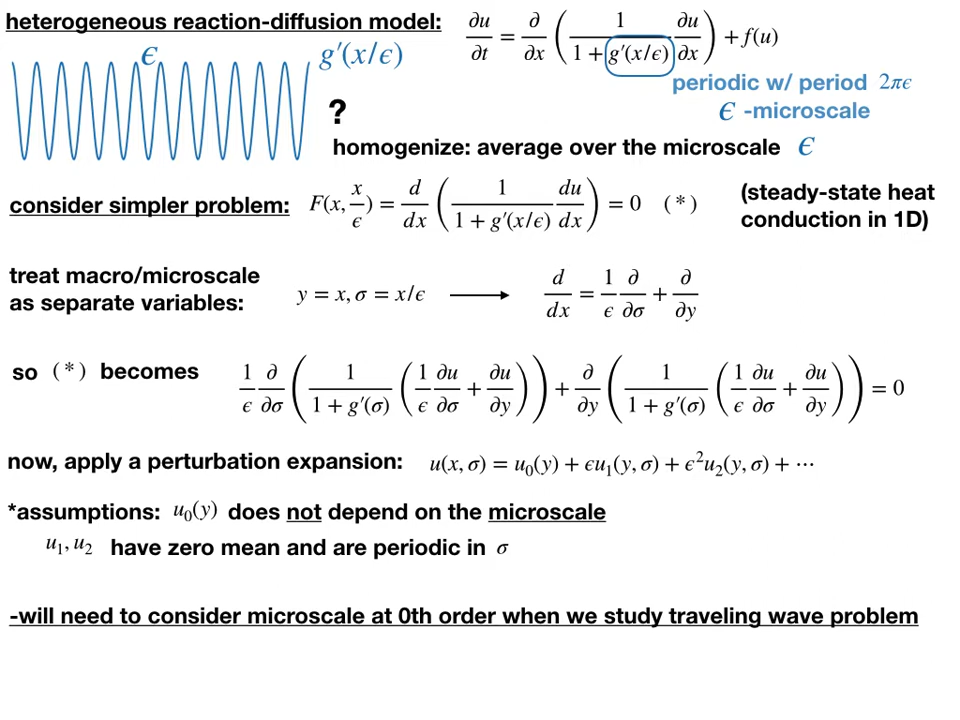 heterogeneous reaction-diffusion model: ∂u/∂t = ∂/∂x ( 1/(1 + g′(x/ϵ)) ∂u/∂x ) + f(u)
ϵ g′(x/ϵ)
periodic w/ period 2πϵ
? ϵ -microscale
homogenize: average over the microscale ϵ
consider simpler problem: F(x, x/ϵ) = d/dx ( 1/(1 + g′(x/ϵ)) du/dx ) = 0 (*) (steady-state heat
conduction in 1D)
treat macro/microscale
as separate variables: y = x, σ = x/ϵ ⟶ d/dx = 1/ϵ ∂/∂σ + ∂/∂y
so (*) becomes 1/ϵ ∂/∂σ ( 1/(1 + g′(σ)) ( 1/ϵ ∂u/∂σ + ∂u/∂y ) ) + ∂/∂y ( 1/(1 + g′(σ)) ( 1/ϵ ∂u/∂σ + ∂u/∂y ) ) = 0
now, apply a perturbation expansion: u(x, σ) = u₀(y) + ϵu₁(y, σ) + ϵ²u₂(y, σ) + ⋯
*assumptions: u₀(y) does not depend on the microscale
u₁, u₂ have zero mean and are periodic in σ
-will need to consider microscale at 0th order when we study traveling wave problem